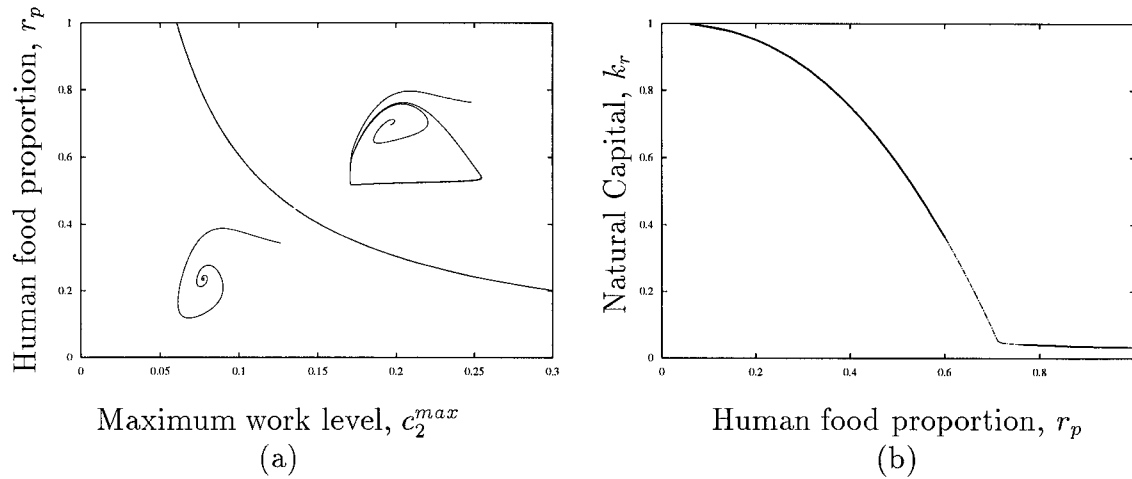 Human food proportion, r_p
1
0.8
0.6
0.4
0.2
0
0 0.05 0.1 0.15 0.2 0.25 0.3
Maximum work level, c_2^{max}
(a)
Natural Capital, k_r
1
0.8
0.6
0.4
0.2
0
0 0.2 0.4 0.6 0.8
Human food proportion, r_p
(b)